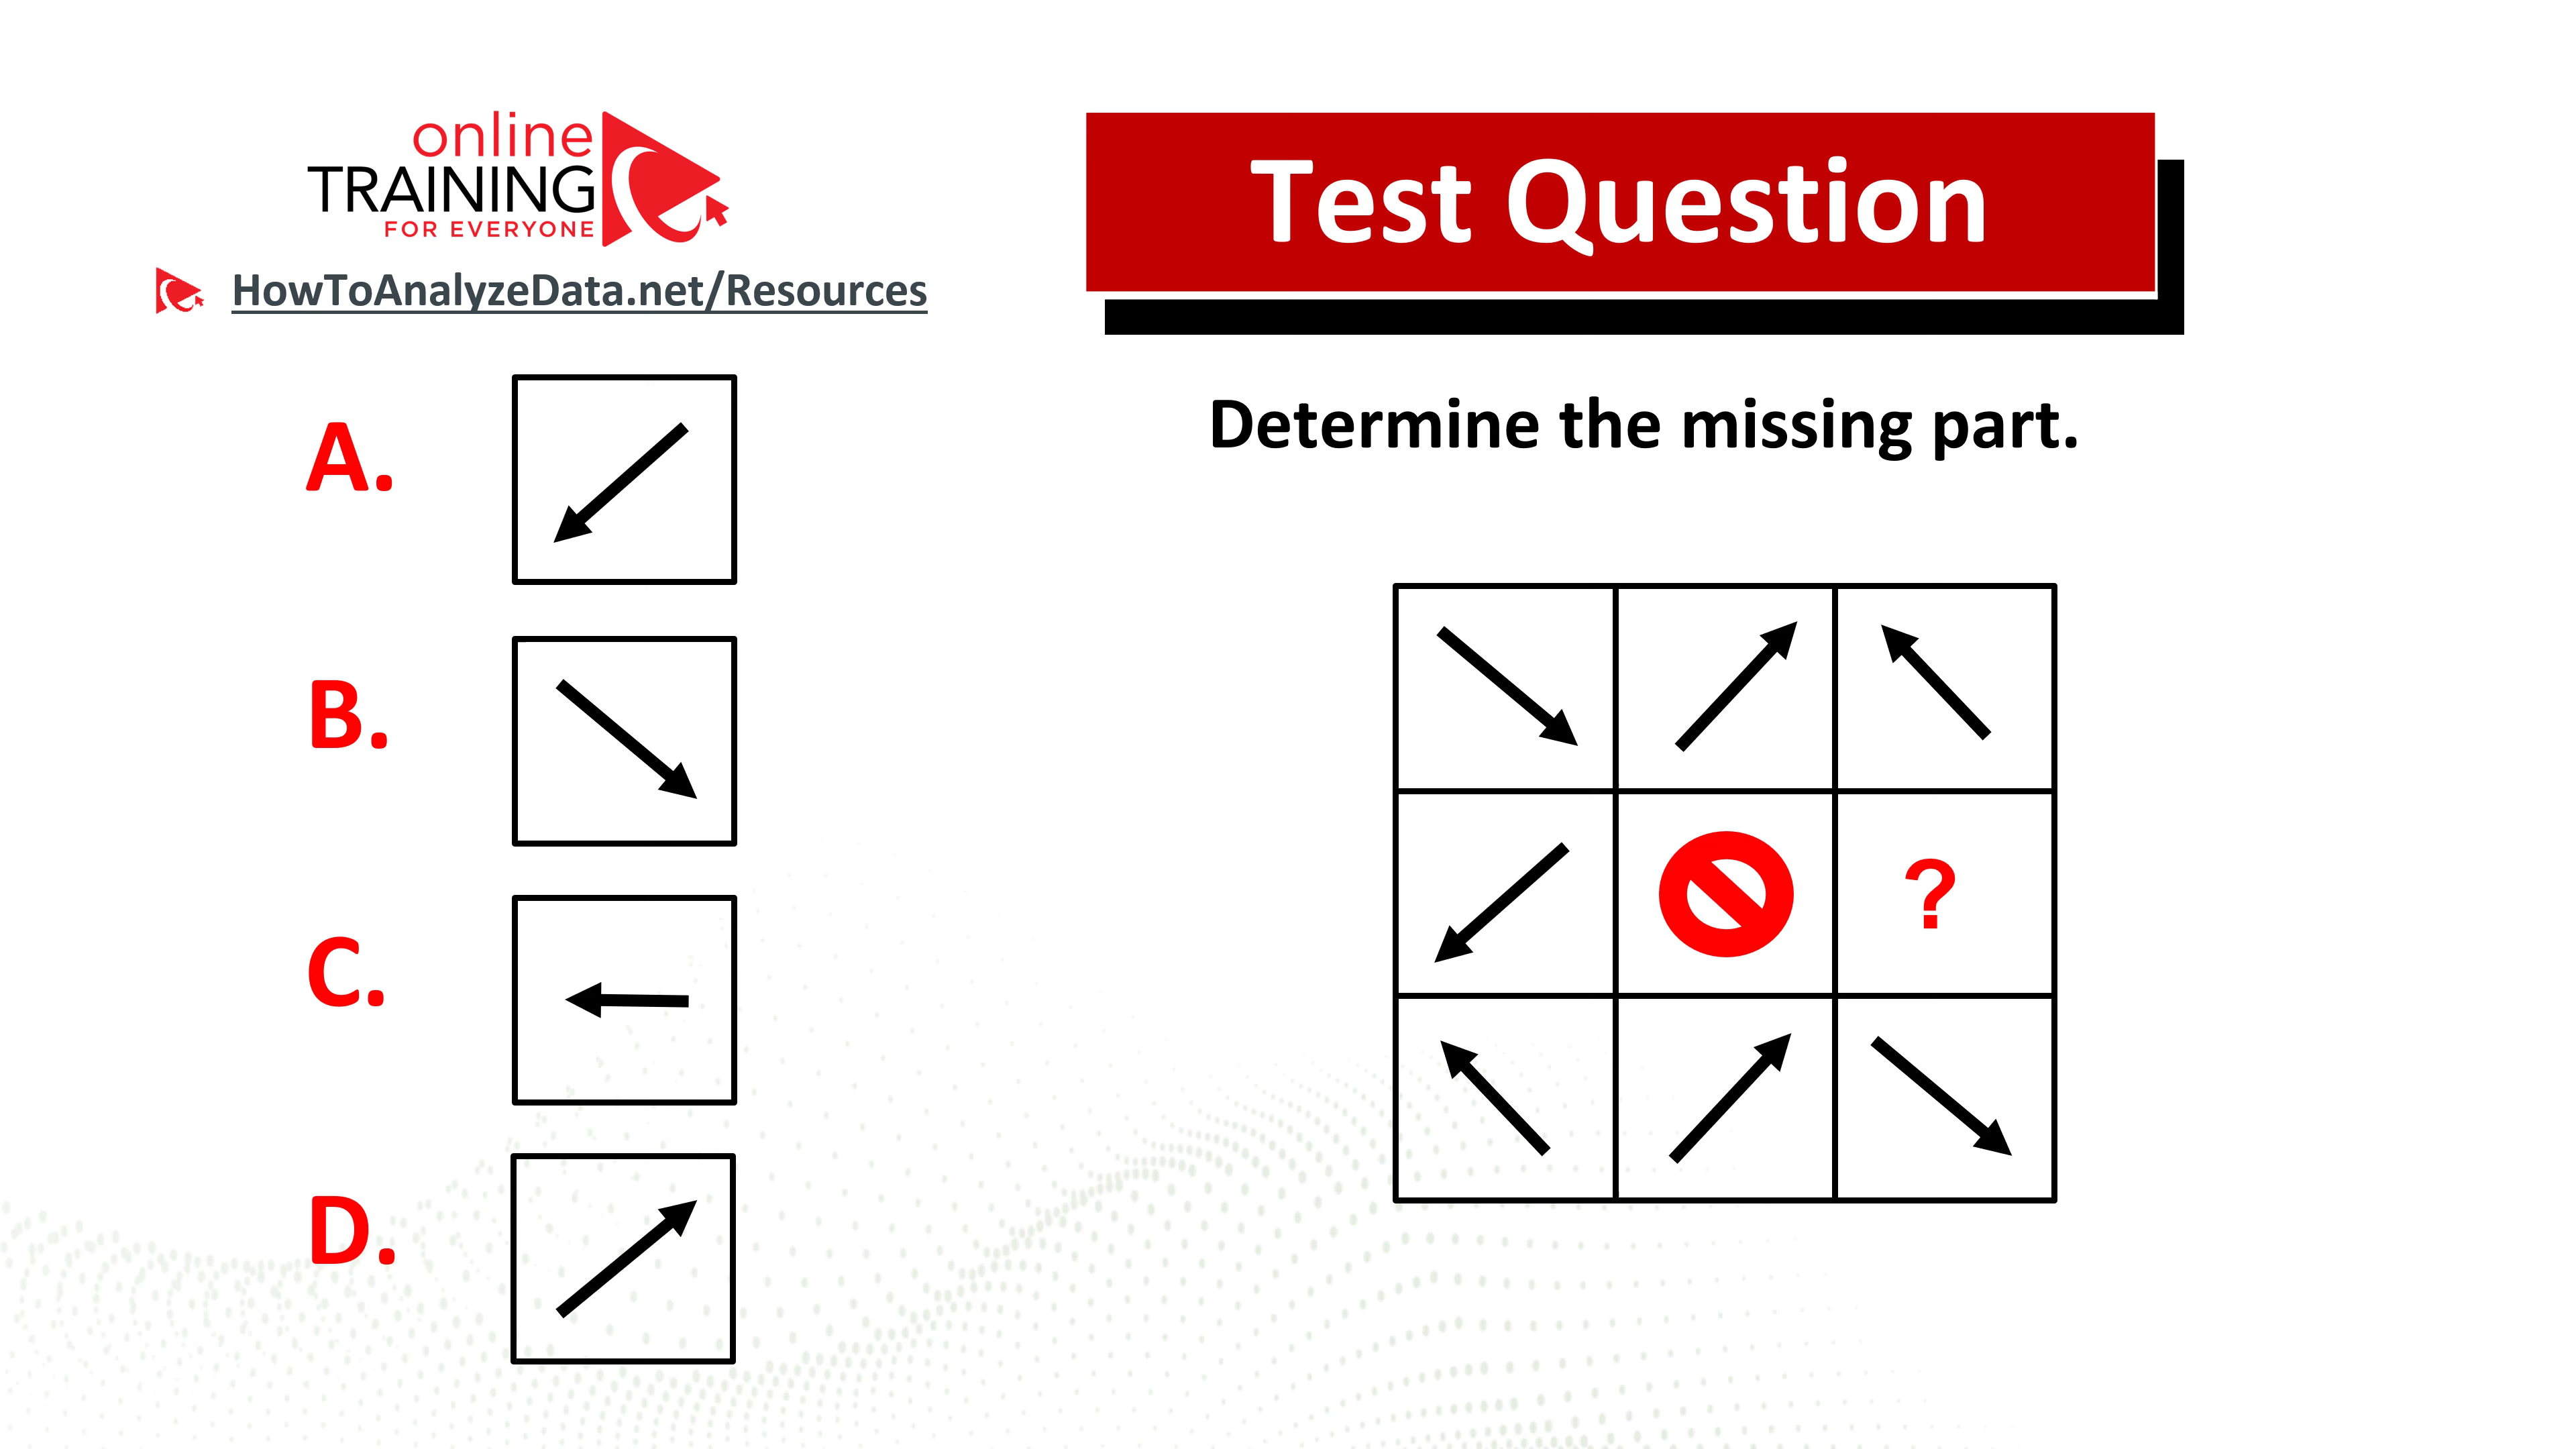 online
TRAINING
FOR EVERYONE
HowToAnalyzeData.net/Resources
Test Question
Determine the missing part.
A.
B.
C.
D.
?